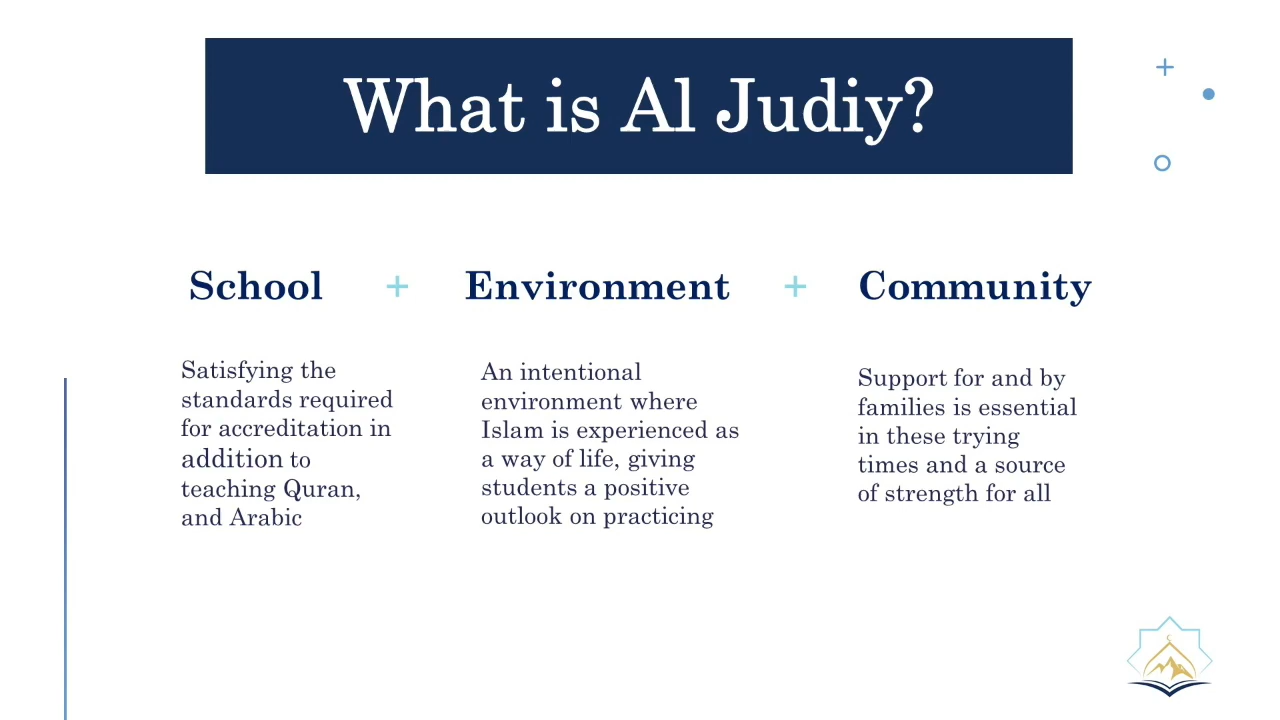 What is Al Judiy?
School + Environment + Community
Satisfying the
standards required
for accreditation in
addition to
teaching Quran,
and Arabic
An intentional
environment where
Islam is experienced as
a way of life, giving
students a positive
outlook on practicing
Support for and by
families is essential
in these trying
times and a source
of strength for all